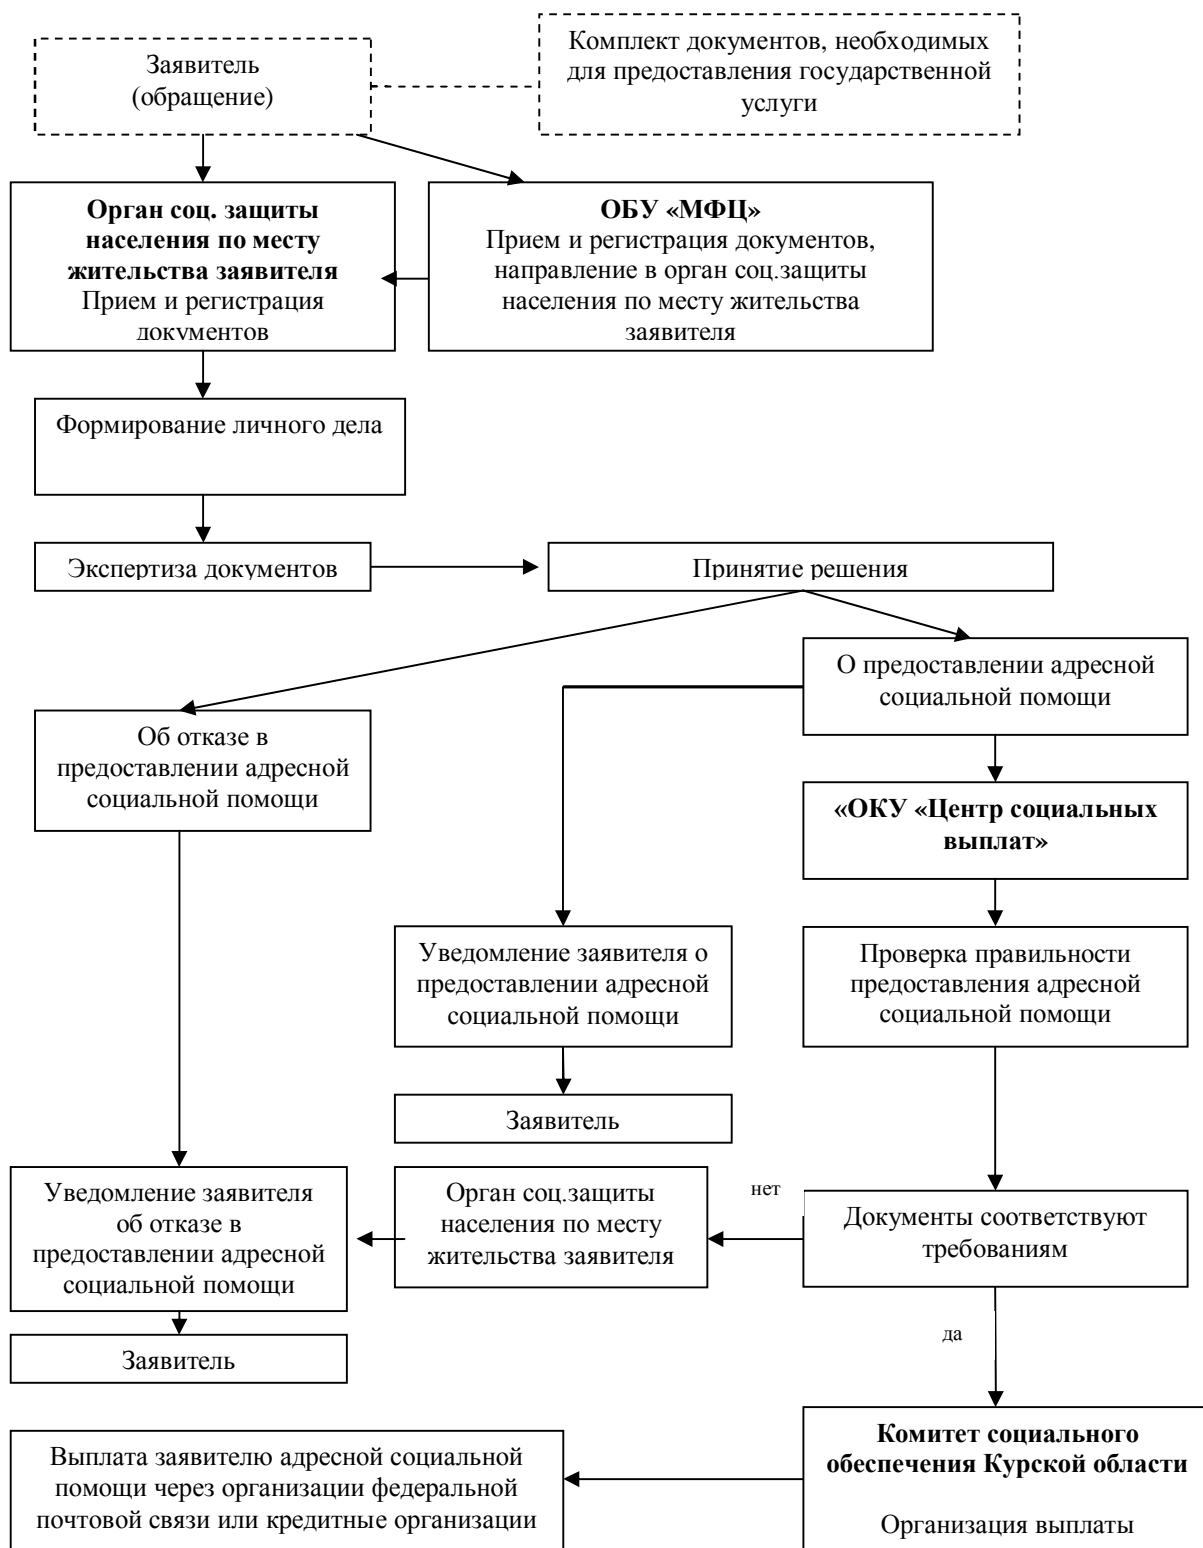 Заявитель
(обращение)
Комплект документов, необходимых
для предоставления государственной
услуги
Орган соц. защиты
населения по месту
жительства заявителя
Прием и регистрация
документов
ОБУ «МФЦ»
Прием и регистрация документов,
направление в орган соц.защиты
населения по месту жительства
заявителя
Формирование личного дела
Экспертиза документов
Принятие решения
О предоставлении адресной
социальной помощи
Об отказе в
предоставлении адресной
социальной помощи
«ОКУ «Центр социальных
выплат»
Уведомление заявителя о
предоставлении адресной
социальной помощи
Проверка правильности
предоставления адресной
социальной помощи
Заявитель
Уведомление заявителя
об отказе в
предоставлении адресной
социальной помощи
Орган соц.защиты
населения по месту
жительства заявителя
нет
Документы соответствуют
требованиям
Заявитель
да
Выплата заявителю адресной социальной
помощи через организации федеральной
почтовой связи или кредитные организации
Комитет социального
обеспечения Курской области
Организация выплаты